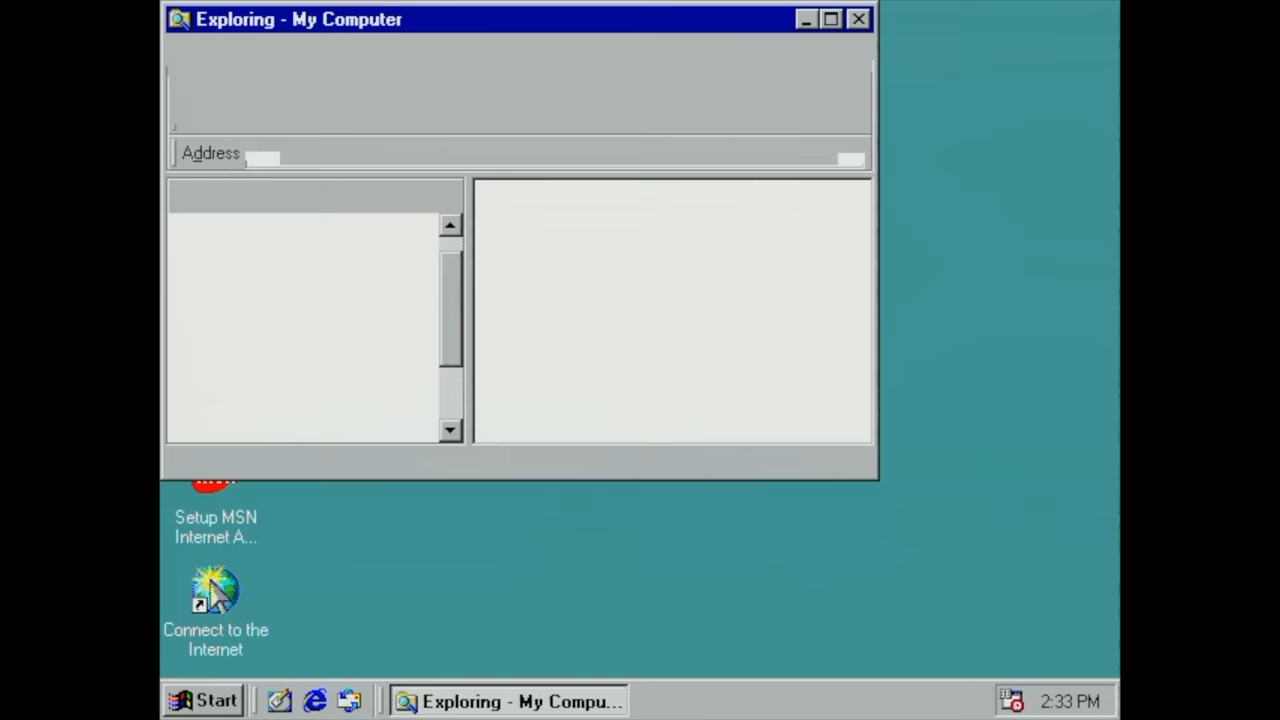 Exploring - My Computer
Address
Setup MSN
Internet A...
Connect to the
Internet
Start
Exploring - My Compu...
2:33 PM